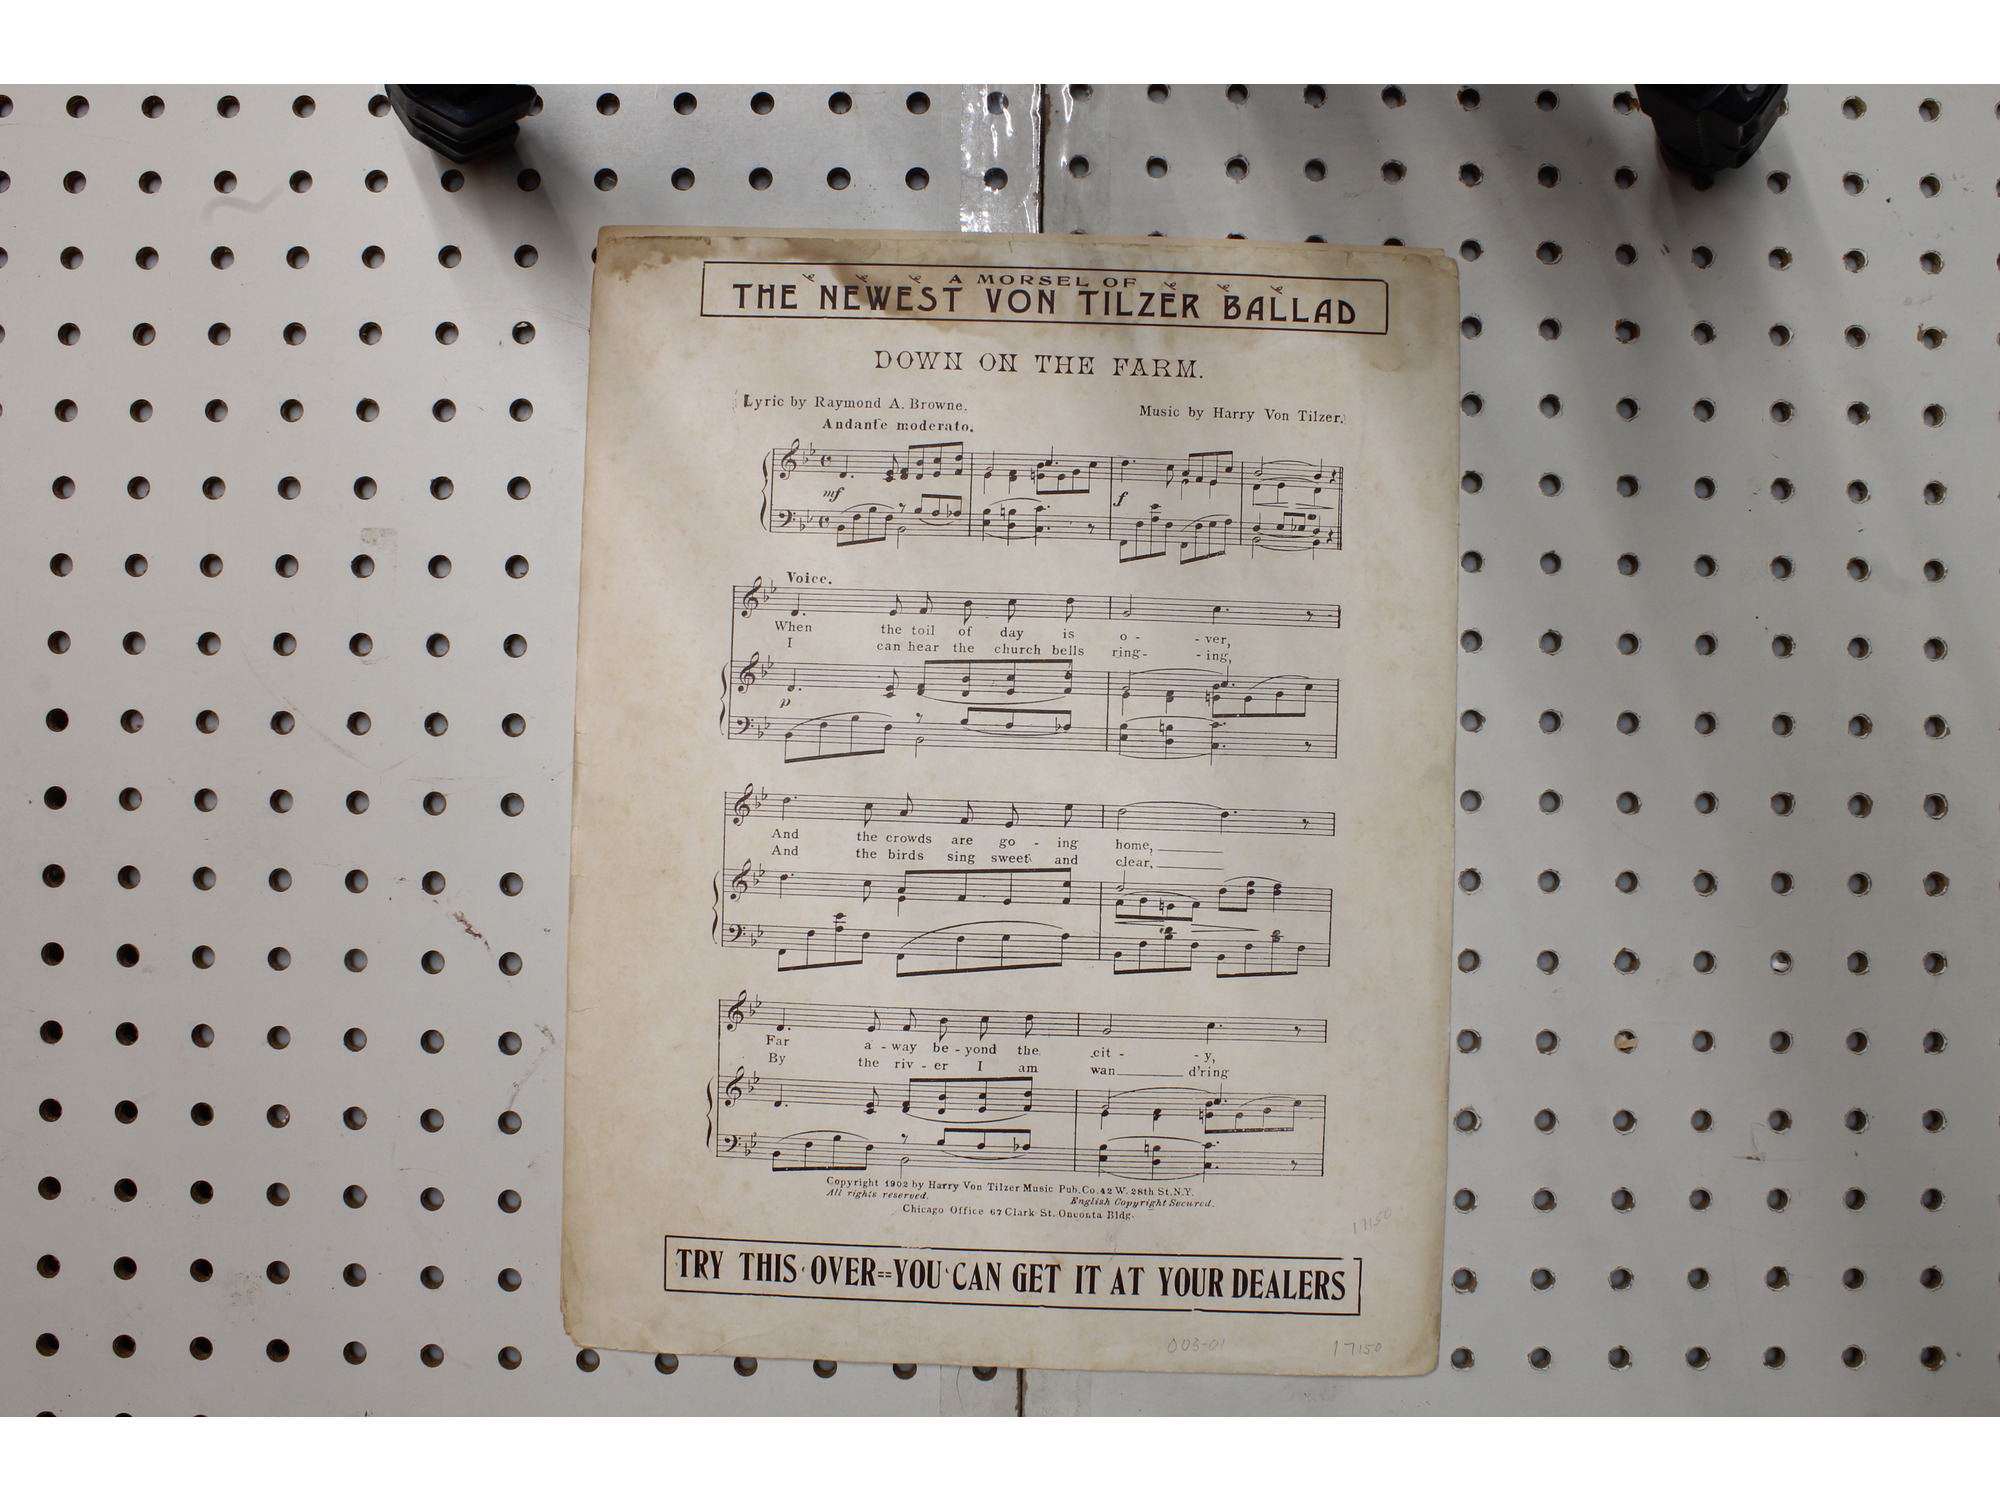 A MORSEL OF
THE NEWEST VON TILZER BALLAD
DOWN ON THE FARM.
Lyric by Raymond A. Browne.
Music by Harry Von Tilzer.
Andante moderato.
mf
f
Voice.
When the toil of day is o - - ver,
I can hear the church bells ring- - ing,
p
And the crowds are go - ing home,
And the birds sing sweet and clear,
Far a - way be - yond the cit - - y,
By the riv - er I am wan d'ring
Copyright 1902 by Harry Von Tilzer Music Pub. Co. 42 W. 28th St. N.Y.
All rights reserved. English Copyright Secured.
Chicago Office 67 Clark St. Oneonta Bldg.
17150
TRY THIS OVER==YOU CAN GET IT AT YOUR DEALERS
003-01 17150